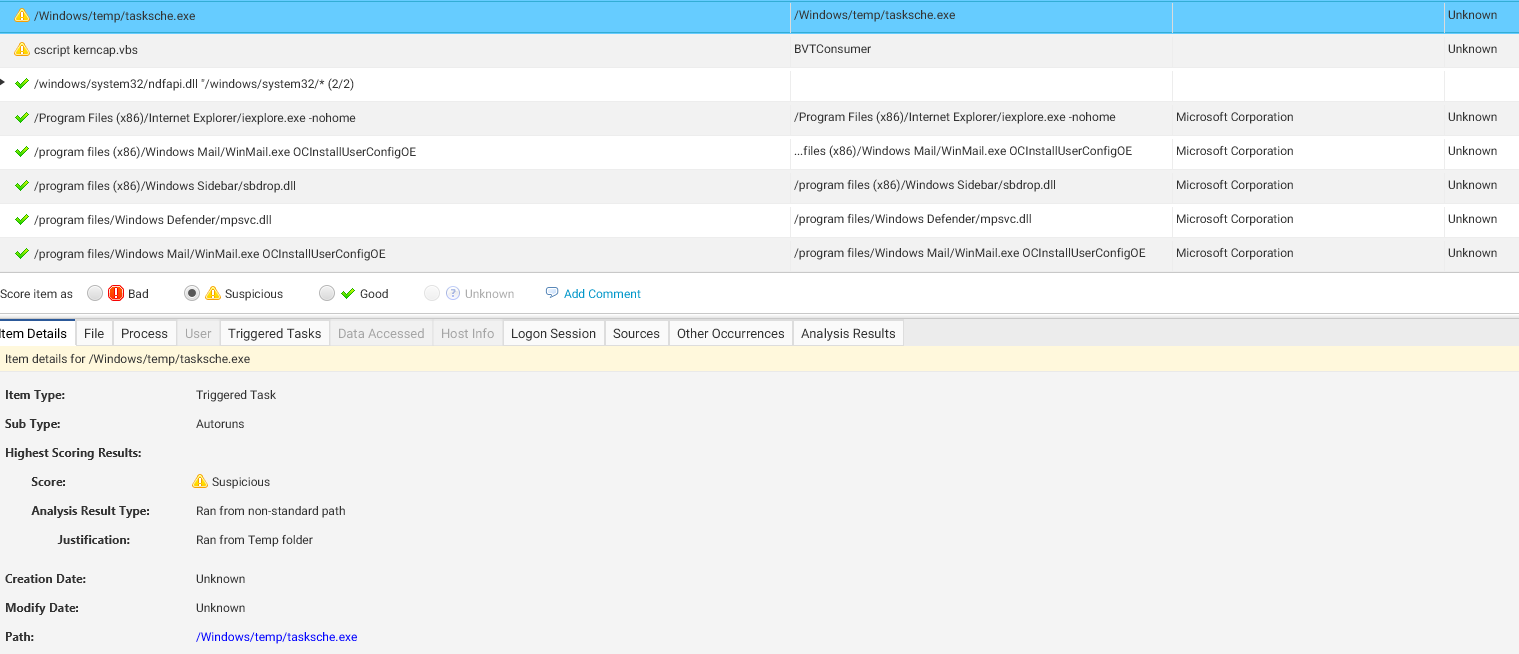 /Windows/temp/tasksche.exe /Windows/temp/tasksche.exe Unknown
cscript kerncap.vbs BVTConsumer Unknown
/windows/system32/ndfapi.dll "/windows/system32/* (2/2)
/Program Files (x86)/Internet Explorer/iexplore.exe -nohome /Program Files (x86)/Internet Explorer/iexplore.exe -nohome Microsoft Corporation Unknown
/program files (x86)/Windows Mail/WinMail.exe OCInstallUserConfigOE ...files (x86)/Windows Mail/WinMail.exe OCInstallUserConfigOE Microsoft Corporation Unknown
/program files (x86)/Windows Sidebar/sbdrop.dll /program files (x86)/Windows Sidebar/sbdrop.dll Microsoft Corporation Unknown
/program files/Windows Defender/mpsvc.dll /program files/Windows Defender/mpsvc.dll Microsoft Corporation Unknown
/program files/Windows Mail/WinMail.exe OCInstallUserConfigOE /program files/Windows Mail/WinMail.exe OCInstallUserConfigOE Microsoft Corporation Unknown
Score item as Bad Suspicious Good Unknown Add Comment
Item Details File Process User Triggered Tasks Data Accessed Host Info Logon Session Sources Other Occurrences Analysis Results
Item details for /Windows/temp/tasksche.exe
Item Type: Triggered Task
Sub Type: Autoruns
Highest Scoring Results:
Score: Suspicious
Analysis Result Type: Ran from non-standard path
Justification: Ran from Temp folder
Creation Date: Unknown
Modify Date: Unknown
Path: /Windows/temp/tasksche.exe